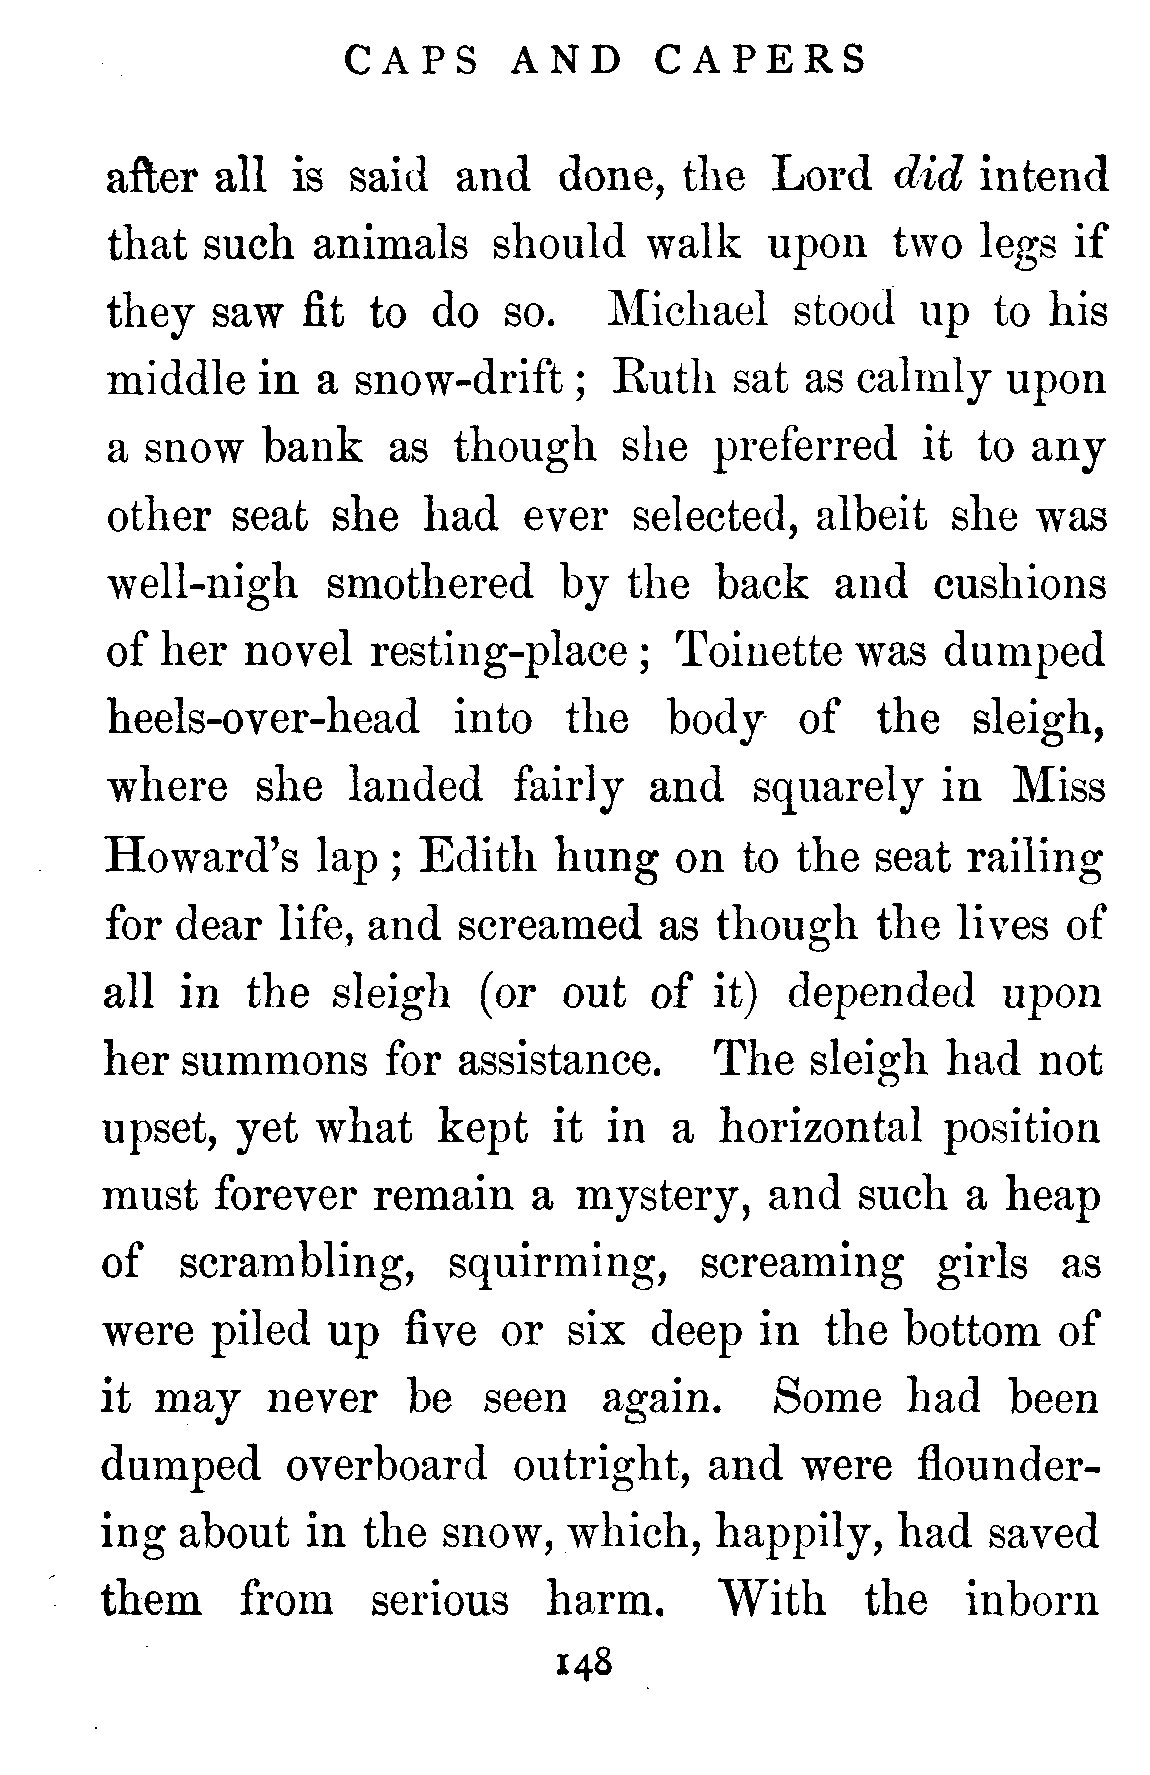 CAPS AND CAPERS
after all is said and done, the Lord did intend
that such animals should walk upon two legs if
they saw fit to do so. Michael stood up to his
middle in a snow-drift ; Ruth sat as calmly upon
a snow bank as though she preferred it to any
other seat she had ever selected, albeit she was
well-nigh smothered by the back and cushions
of her novel resting-place ; Toinette was dumped
heels-over-head into the body of the sleigh,
where she landed fairly and squarely in Miss
Howard's lap ; Edith hung on to the seat railing
for dear life, and screamed as though the lives of
all in the sleigh (or out of it) depended upon
her summons for assistance. The sleigh had not
upset, yet what kept it in a horizontal position
must forever remain a mystery, and such a heap
of scrambling, squirming, screaming girls as
were piled up five or six deep in the bottom of
it may never be seen again. Some had been
dumped overboard outright, and were flounder-
ing about in the snow, which, happily, had saved
them from serious harm. With the inborn
148